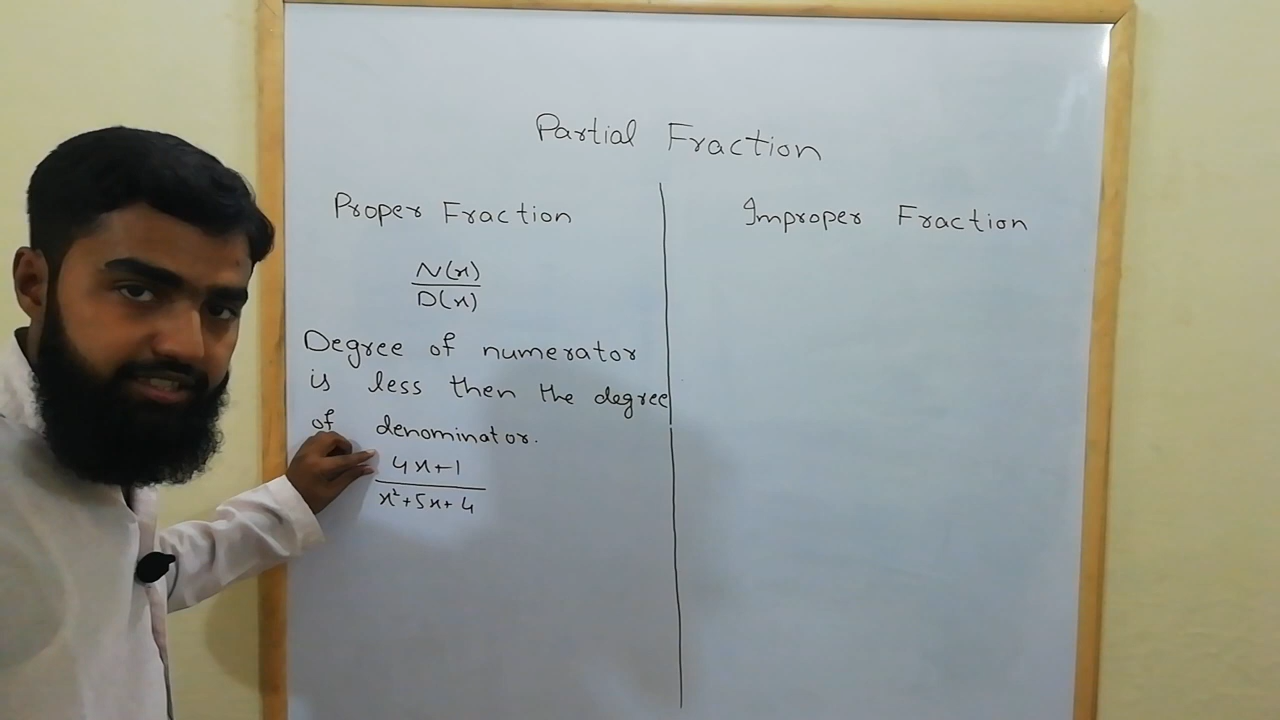 Partial Fraction
Proper Fraction
N(x)
D(x)
Degree of numerator
is less then the degree
of denominator.
4x+1
x²+5x+4
Improper Fraction